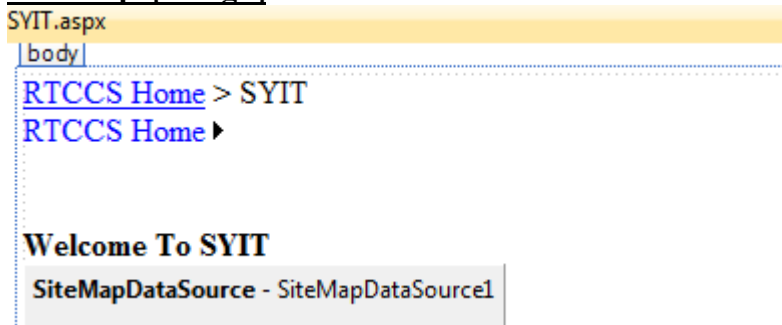 SYIT.aspx
body
RTCCS Home > SYIT
RTCCS Home
Welcome To SYIT
SiteMapDataSource - SiteMapDataSource1